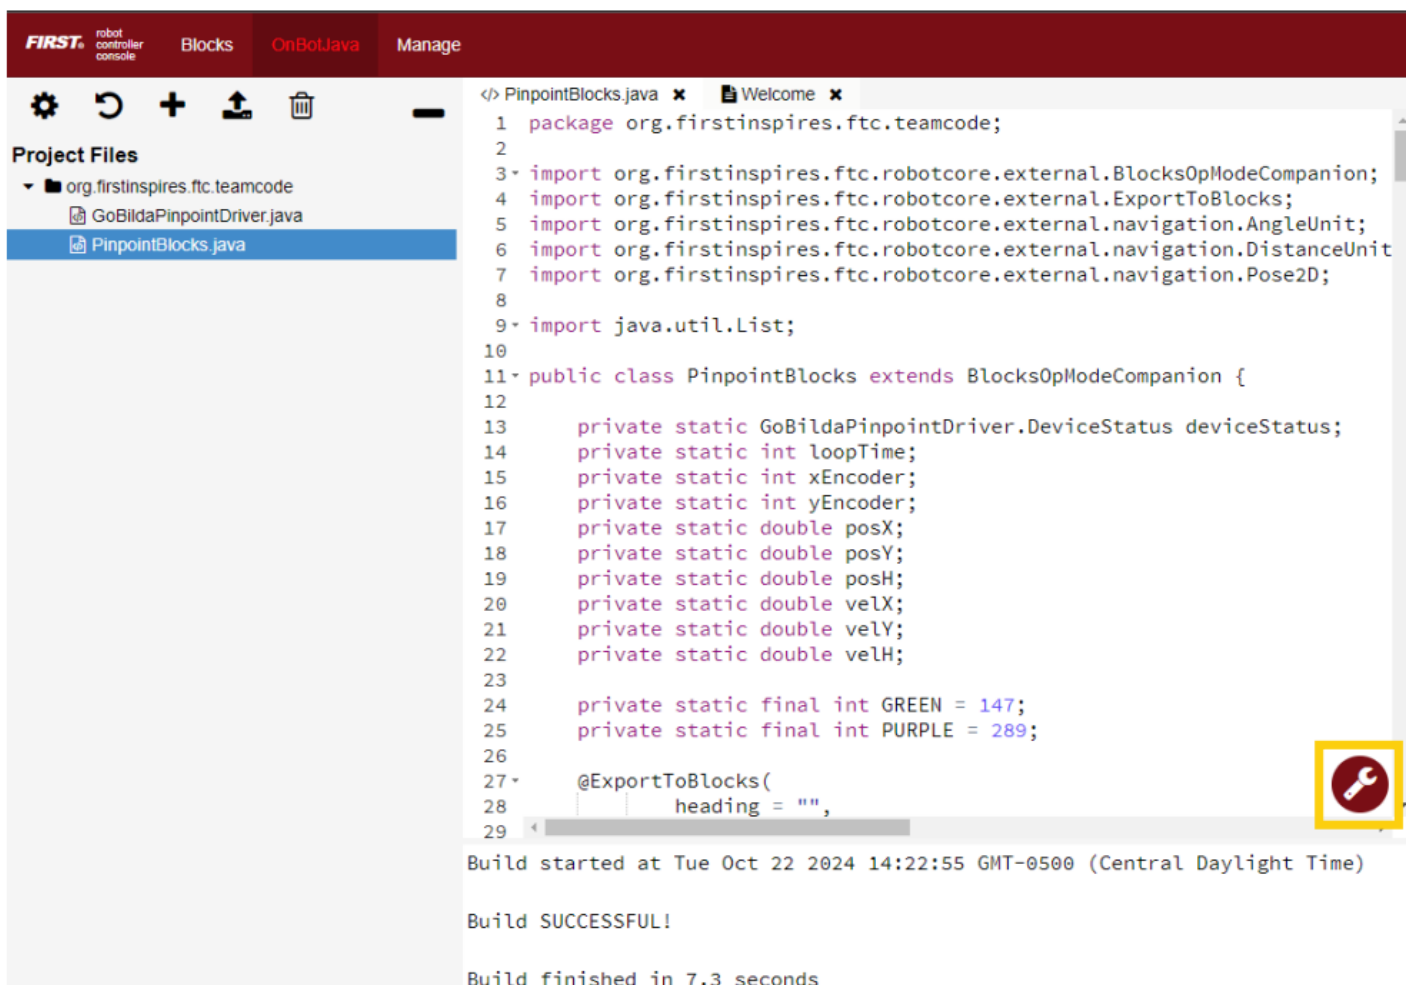 FIRST® robot controller console Blocks OnBotJava Manage
Project Files
org.firstinspires.ftc.teamcode
GoBildaPinpointDriver.java
PinpointBlocks.java
</> PinpointBlocks.java × Welcome ×
1 package org.firstinspires.ftc.teamcode;
2
3 import org.firstinspires.ftc.robotcore.external.BlocksOpModeCompanion;
4 import org.firstinspires.ftc.robotcore.external.ExportToBlocks;
5 import org.firstinspires.ftc.robotcore.external.navigation.AngleUnit;
6 import org.firstinspires.ftc.robotcore.external.navigation.DistanceUnit
7 import org.firstinspires.ftc.robotcore.external.navigation.Pose2D;
8
9 import java.util.List;
10
11 public class PinpointBlocks extends BlocksOpModeCompanion {
12
13 private static GoBildaPinpointDriver.DeviceStatus deviceStatus;
14 private static int loopTime;
15 private static int xEncoder;
16 private static int yEncoder;
17 private static double posX;
18 private static double posY;
19 private static double posH;
20 private static double velX;
21 private static double velY;
22 private static double velH;
23
24 private static final int GREEN = 147;
25 private static final int PURPLE = 289;
26
27 @ExportToBlocks(
28 heading = "",
29
Build started at Tue Oct 22 2024 14:22:55 GMT-0500 (Central Daylight Time)
Build SUCCESSFUL!
Build finished in 7.3 seconds